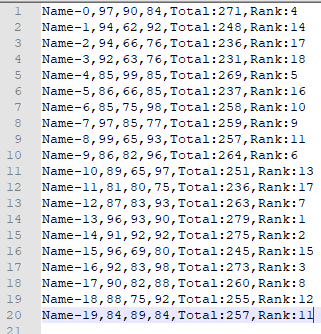 1 Name-0,97,90,84,Total:271,Rank:4
2 Name-1,94,62,92,Total:248,Rank:14
3 Name-2,94,66,76,Total:236,Rank:17
4 Name-3,92,63,76,Total:231,Rank:18
5 Name-4,85,99,85,Total:269,Rank:5
6 Name-5,86,66,85,Total:237,Rank:16
7 Name-6,85,75,98,Total:258,Rank:10
8 Name-7,97,85,77,Total:259,Rank:9
9 Name-8,99,65,93,Total:257,Rank:11
10 Name-9,86,82,96,Total:264,Rank:6
11 Name-10,89,65,97,Total:251,Rank:13
12 Name-11,81,80,75,Total:236,Rank:17
13 Name-12,87,83,93,Total:263,Rank:7
14 Name-13,96,93,90,Total:279,Rank:1
15 Name-14,91,92,92,Total:275,Rank:2
16 Name-15,96,69,80,Total:245,Rank:15
17 Name-16,92,83,98,Total:273,Rank:3
18 Name-17,90,82,88,Total:260,Rank:8
19 Name-18,88,75,92,Total:255,Rank:12
20 Name-19,84,89,84,Total:257,Rank:11